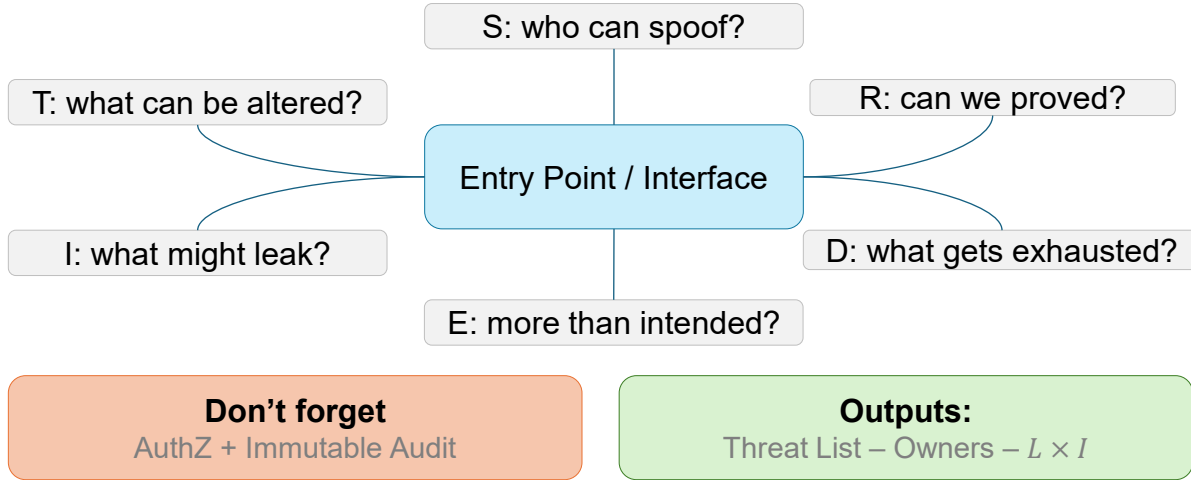 S: who can spoof?
T: what can be altered?
R: can we proved?
Entry Point / Interface
I: what might leak?
D: what gets exhausted?
E: more than intended?
Don’t forget
AuthZ + Immutable Audit
Outputs:
Threat List – Owners – L × I